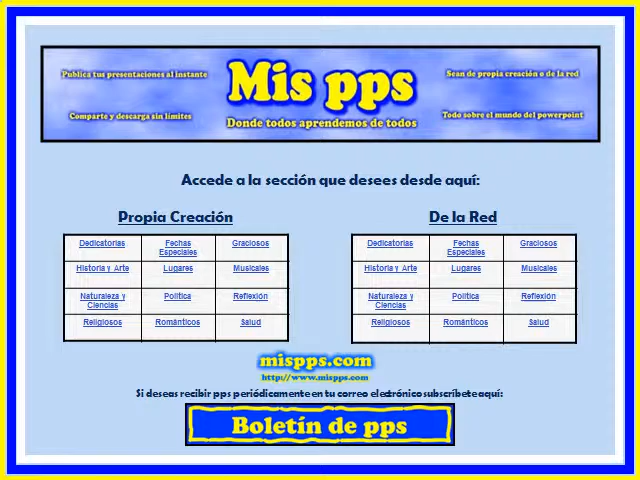 Publica tus presentaciones al instante
Mis pps
Sean de propia creación o de la red
Comparte y descarga sin límites
Donde todos aprendemos de todos
Todo sobre el mundo del powerpoint
Accede a la sección que desees desde aquí:
Propia Creación
De la Red
Dedicatorias Fechas Especiales Graciosos
Historia y Arte Lugares Musicales
Naturaleza y Ciencias Política Reflexión
Religiosos Románticos Salud
Dedicatorias Fechas Especiales Graciosos
Historia y Arte Lugares Musicales
Naturaleza y Ciencias Política Reflexión
Religiosos Románticos Salud
mispps.com
http://www.mispps.com
Si deseas recibir pps periódicamente en tu correo electrónico subscríbete aquí:
Boletín de pps